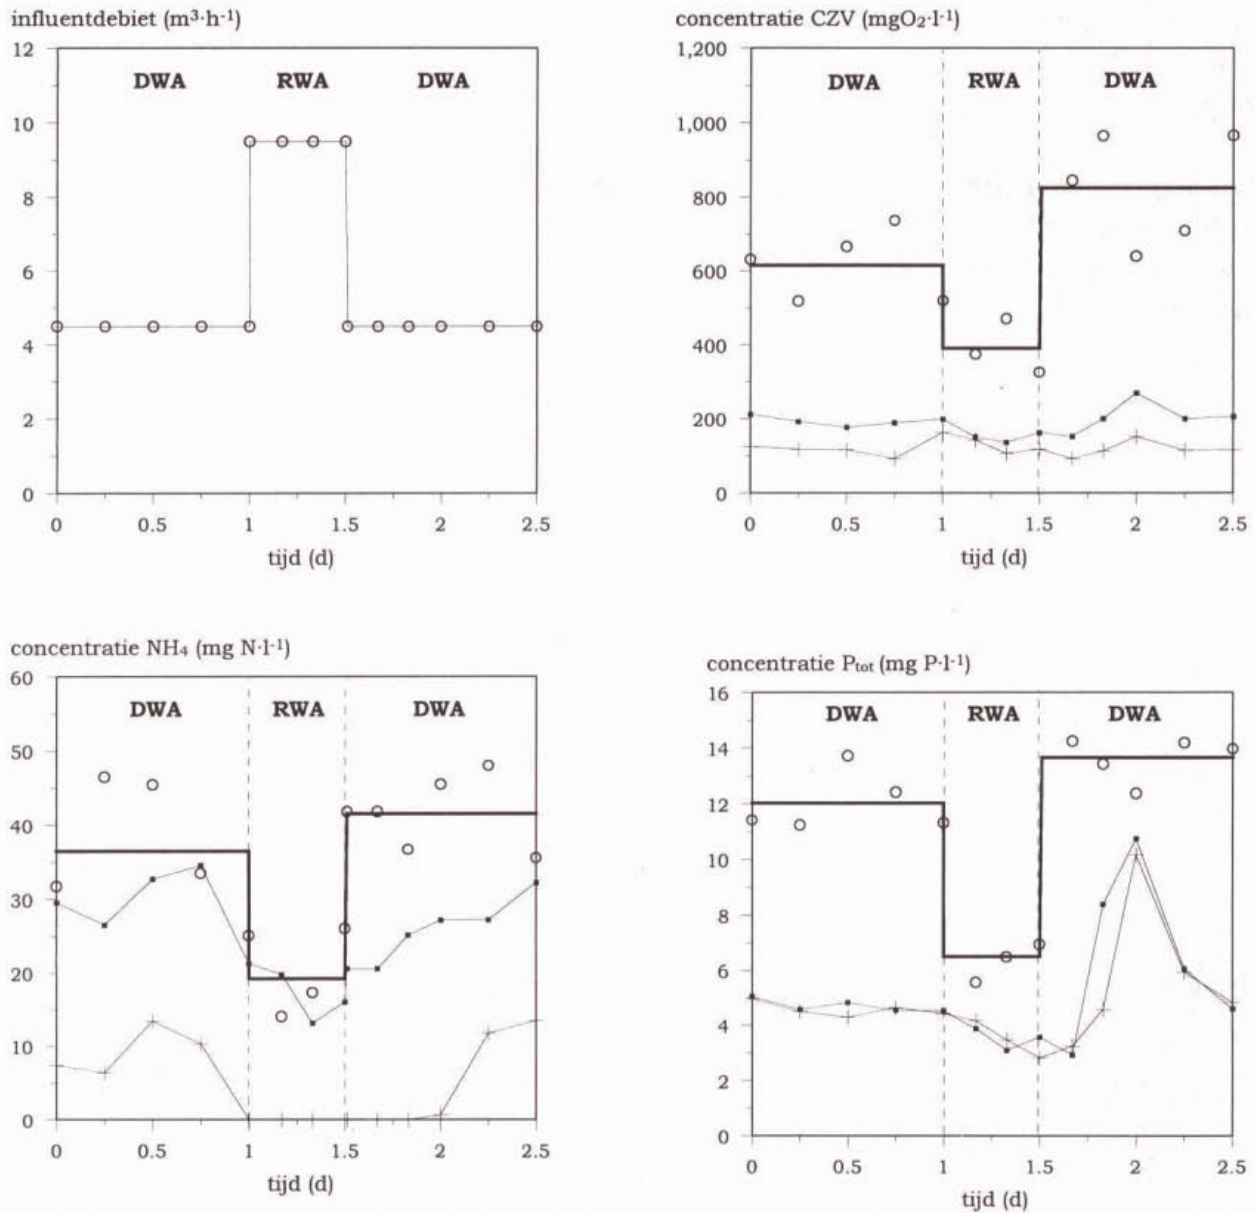 influentdebiet (m³·h⁻¹)
12
10
8
6
4
2
0
DWA RWA DWA
0 0.5 1 1.5 2 2.5
tijd (d)
concentratie CZV (mgO₂·l⁻¹)
1,200
1,000
800
600
400
200
0
DWA RWA DWA
0 0.5 1 1.5 2 2.5
tijd (d)
concentratie NH₄ (mg N·l⁻¹)
60
50
40
30
20
10
0
DWA RWA DWA
0 0.5 1 1.5 2 2.5
tijd (d)
concentratie Pₜₒₜ (mg P·l⁻¹)
16
14
12
10
8
6
4
2
0
DWA RWA DWA
0 0.5 1 1.5 2 2.5
tijd (d)